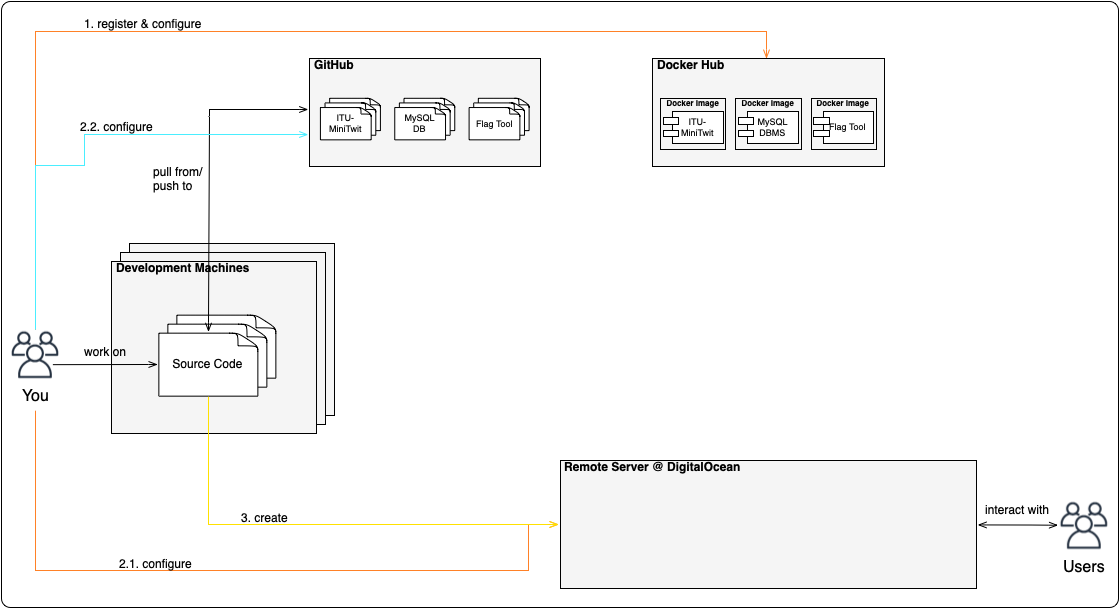 1. register & configure
GitHub
Docker Hub
ITU-
MiniTwit
MySQL
DB
Flag Tool
Docker Image
ITU-
MiniTwit
Docker Image
MySQL
DBMS
Docker Image
Flag Tool
2.2. configure
pull from/
push to
Development Machines
Source Code
work on
You
Remote Server @ DigitalOcean
3. create
interact with
Users
2.1. configure